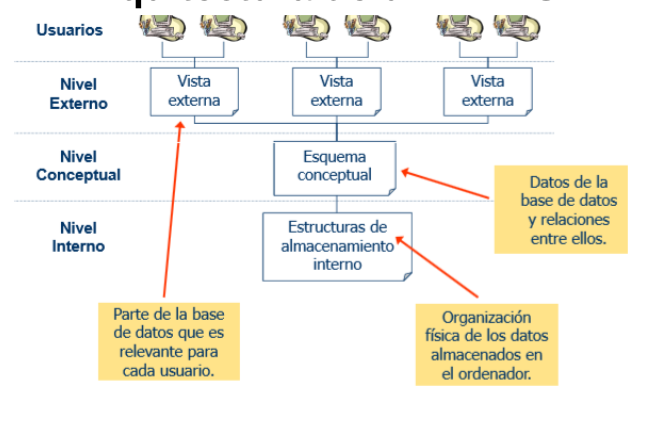 Usuarios
Nivel
Externo
Vista
externa
Vista
externa
Vista
externa
Nivel
Conceptual
Esquema
conceptual
Datos de la
base de datos
y relaciones
entre ellos.
Nivel
Interno
Estructuras de
almacenamiento
interno
Parte de la base
de datos que es
relevante para
cada usuario.
Organización
física de los datos
almacenados en
el ordenador.